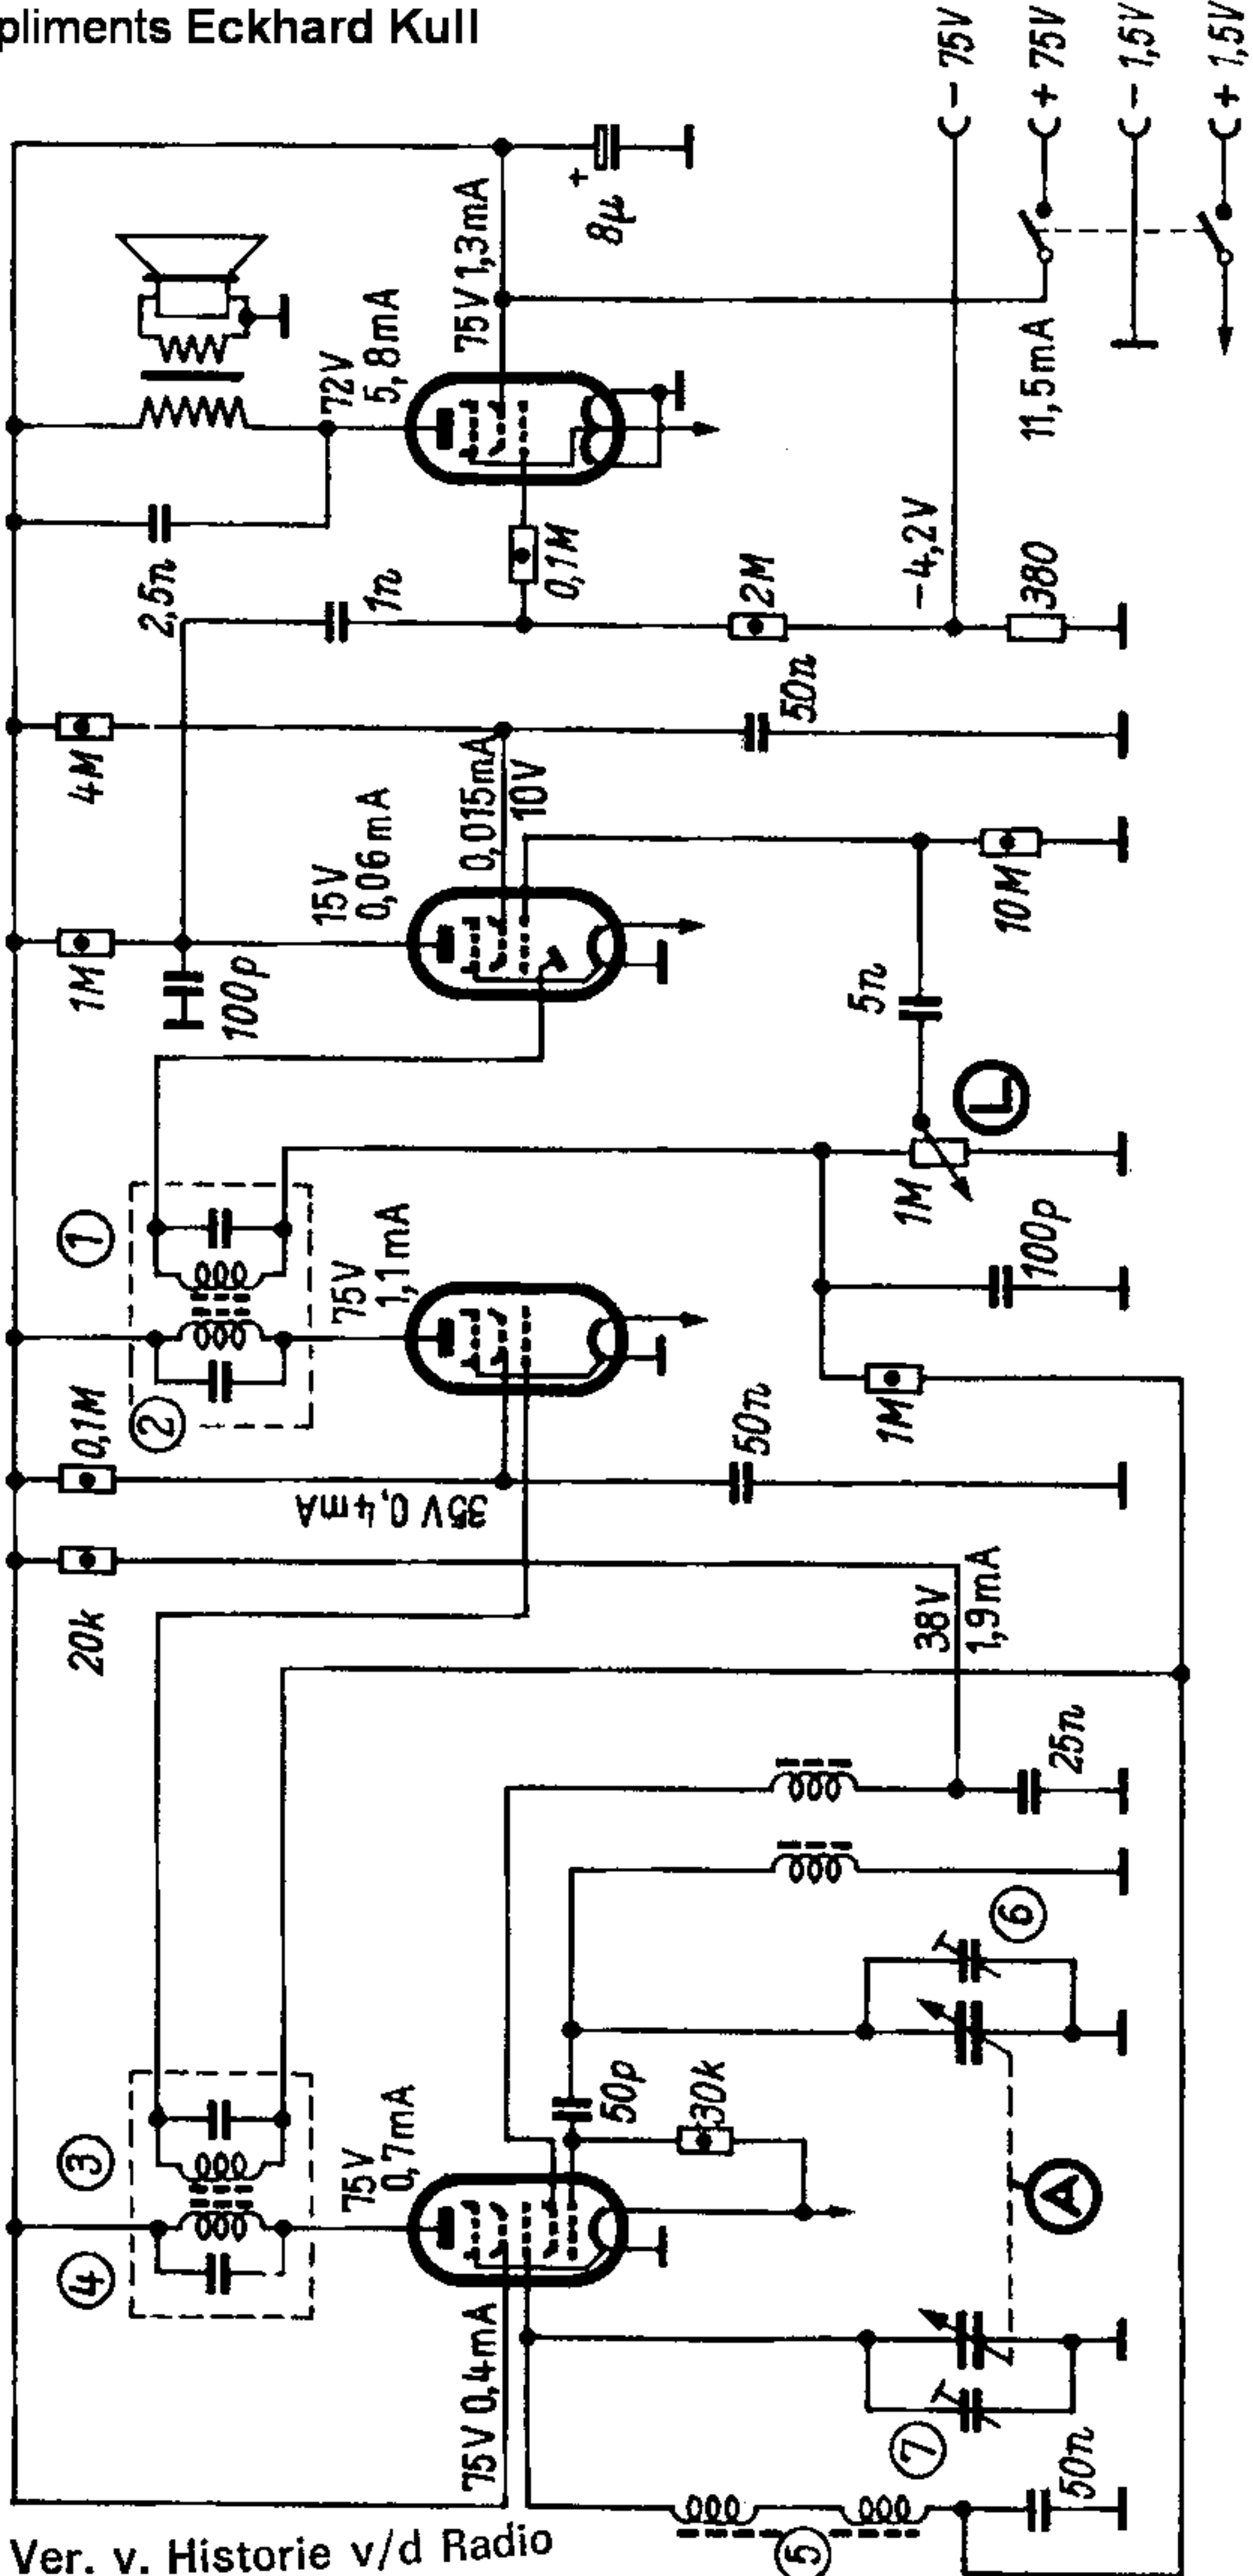 pliments Eckhard Kull
- 75V
+ 75V
- 1,5V
+ 1,5V
8µ
+
75V 1,3mA
72V
5,8mA
11,5mA
2,5n
1n
0,1M
2M
-4,2V
380
4M
50n
0,015mA
10V
15V
0,06mA
1M
100p
10M
5n
L
1M
100p
1
2
75V
1,1mA
0,1M
35V 0,4mA
50n
1M
20k
38V
1,9mA
25n
6
50p
30k
3
4
75V
0,7mA
A
75V 0,4mA
7
50n
5
Ver. v. Historie v/d Radio